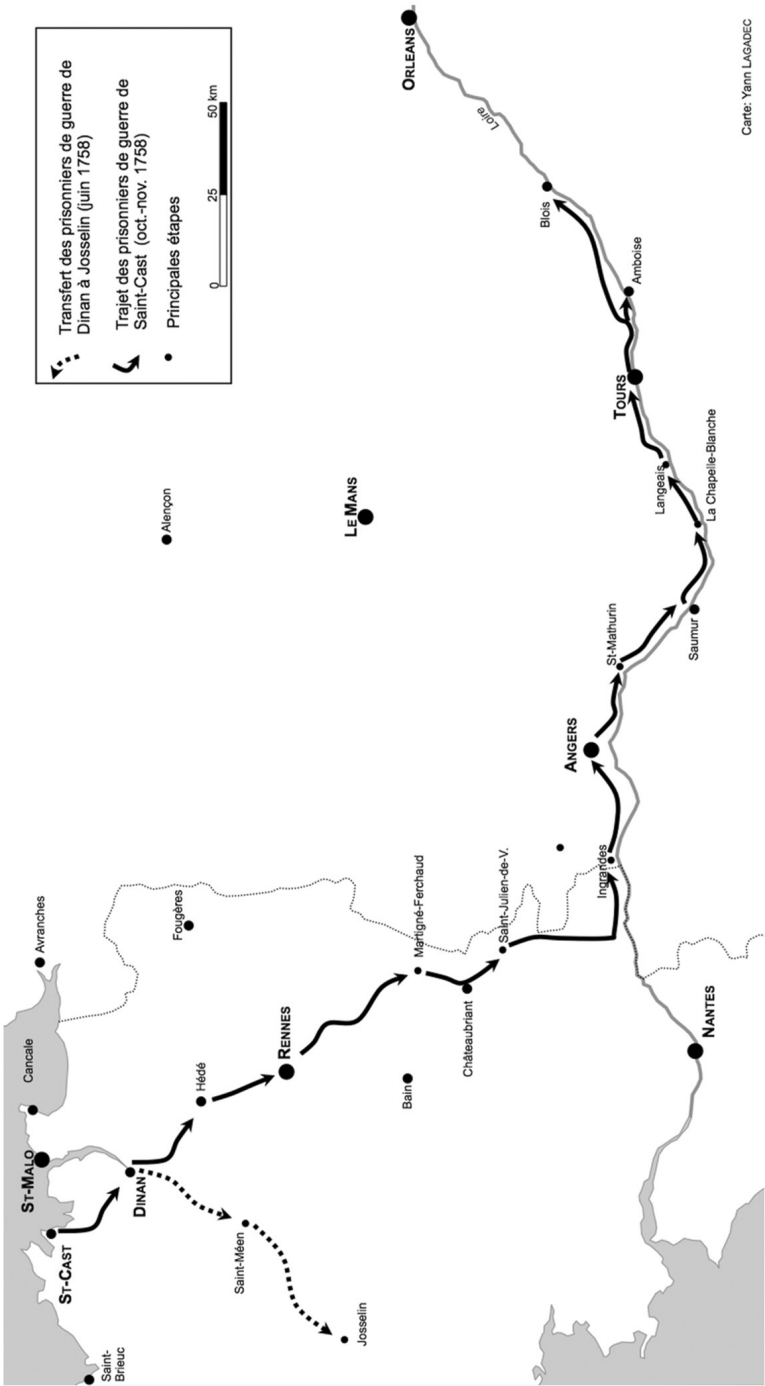 Transfert des prisonniers de guerre de
Dinan à Josselin (juin 1758)
Trajet des prisonniers de guerre de
Saint-Cast (oct.-nov. 1758)
Principales étapes
0
25
50 km
Saint-
Brieuc
ST-CAST
ST-MALO
Cancale
Avranches
DINAN
Fougères
Alençon
Hédé
Saint-Méen
RENNES
Josselin
LE MANS
ORLEANS
Loire
Bain
Martigné-Ferchaud
Châteaubriant
Saint-Julien-de-V.
Blois
ANGERS
Ingrandes
St-Mathurin
Amboise
TOURS
Langeais
La Chapelle-Blanche
Saumur
NANTES
Carte: Yann LAGADEC